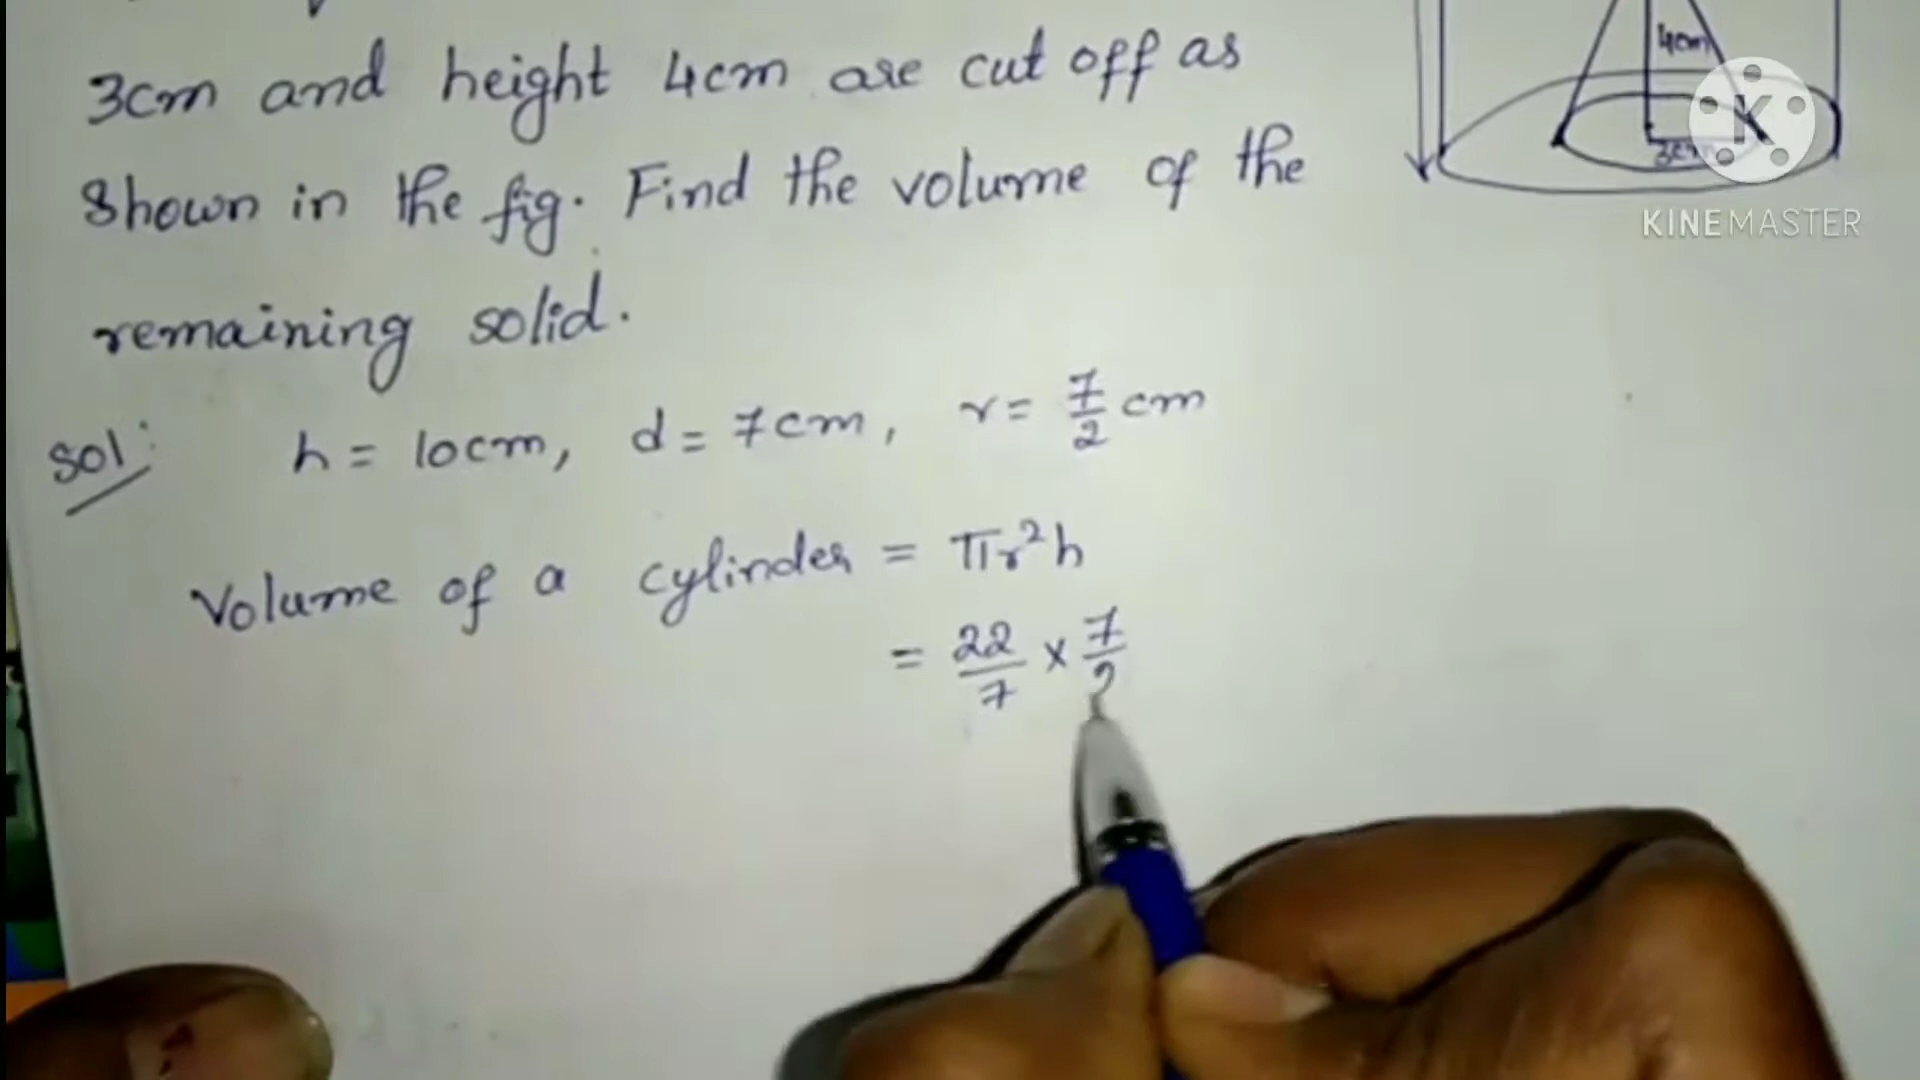 4cm
3cm and height 4cm are cut off as
K
3cm
Shown in the fig. Find the volume of the
KINEMASTER
remaining solid.
Sol: h = 10cm, d = 7cm, r = 7/2 cm
Volume of a cylinder = πr²h
= 22/7 × 7/2